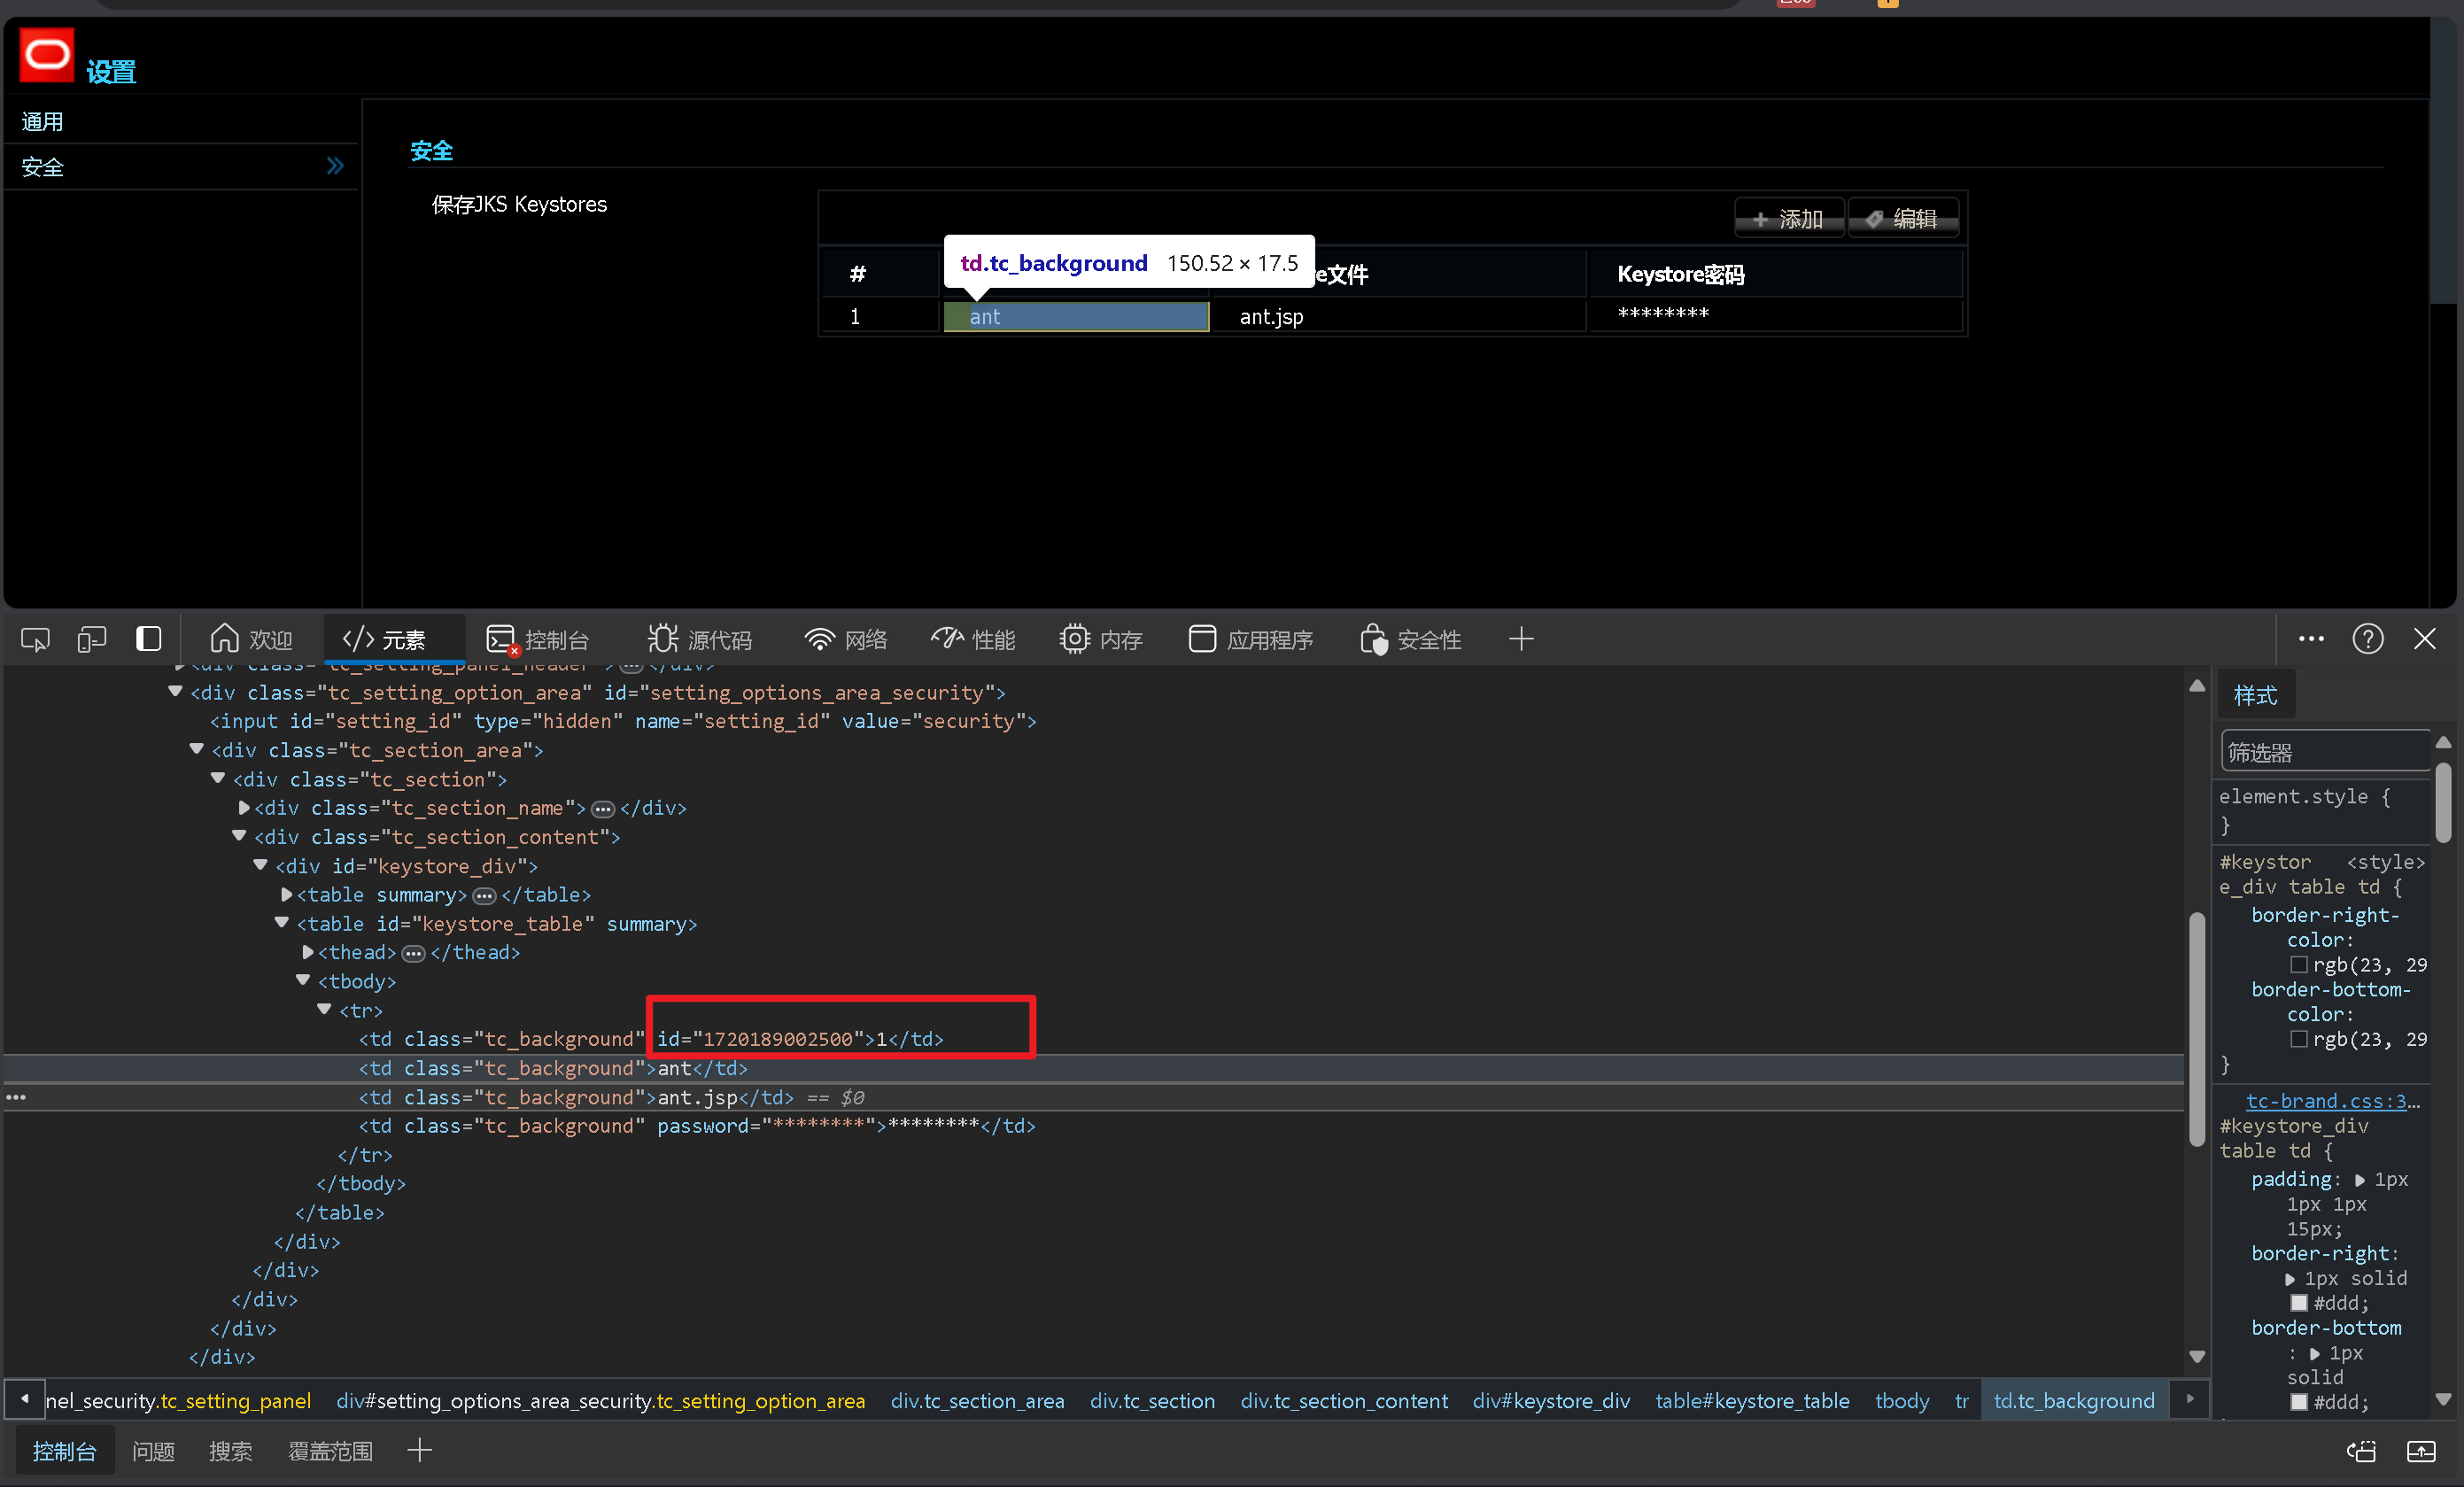 设置
通用
安全
安全
保存JKS Keystores
添加
编辑
td.tc_background 150.52 × 17.5
#
e文件
Keystore密码
1
ant
ant.jsp
********
欢迎
元素
控制台
源代码
网络
性能
内存
应用程序
安全性
<div class="tc_setting_panel_header">…</div>
<div class="tc_setting_option_area" id="setting_options_area_security">
<input id="setting_id" type="hidden" name="setting_id" value="security">
<div class="tc_section_area">
<div class="tc_section">
<div class="tc_section_name">…</div>
<div class="tc_section_content">
<div id="keystore_div">
<table summary>…</table>
<table id="keystore_table" summary>
<thead>…</thead>
<tbody>
<tr>
<td class="tc_background" id="1720189002500">1</td>
<td class="tc_background">ant</td>
<td class="tc_background">ant.jsp</td> == $0
<td class="tc_background" password="********">********</td>
</tr>
</tbody>
</table>
</div>
</div>
</div>
</div>
</div>
样式
筛选器
element.style {
}
#keystor <style>
e_div table td {
border-right-
color:
rgb(23, 29
border-bottom-
color:
rgb(23, 29
}
tc-brand.css:3…
#keystore_div
table td {
padding: 1px
1px 1px
15px;
border-right:
1px solid
#ddd;
border-bottom
: 1px
solid
#ddd;
nel_security.tc_setting_panel
div#setting_options_area_security.tc_setting_option_area
div.tc_section_area
div.tc_section
div.tc_section_content
div#keystore_div
table#keystore_table
tbody
tr
td.tc_background
控制台
问题
搜索
覆盖范围